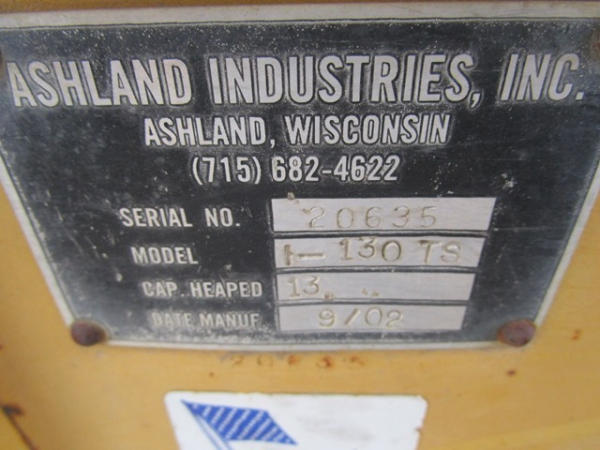 ASHLAND INDUSTRIES, INC.
ASHLAND, WISCONSIN
(715) 682-4622
SERIAL NO. 20635
MODEL I-130 TS
CAP. HEAPED 13.
DATE MANUF 9/02
20635